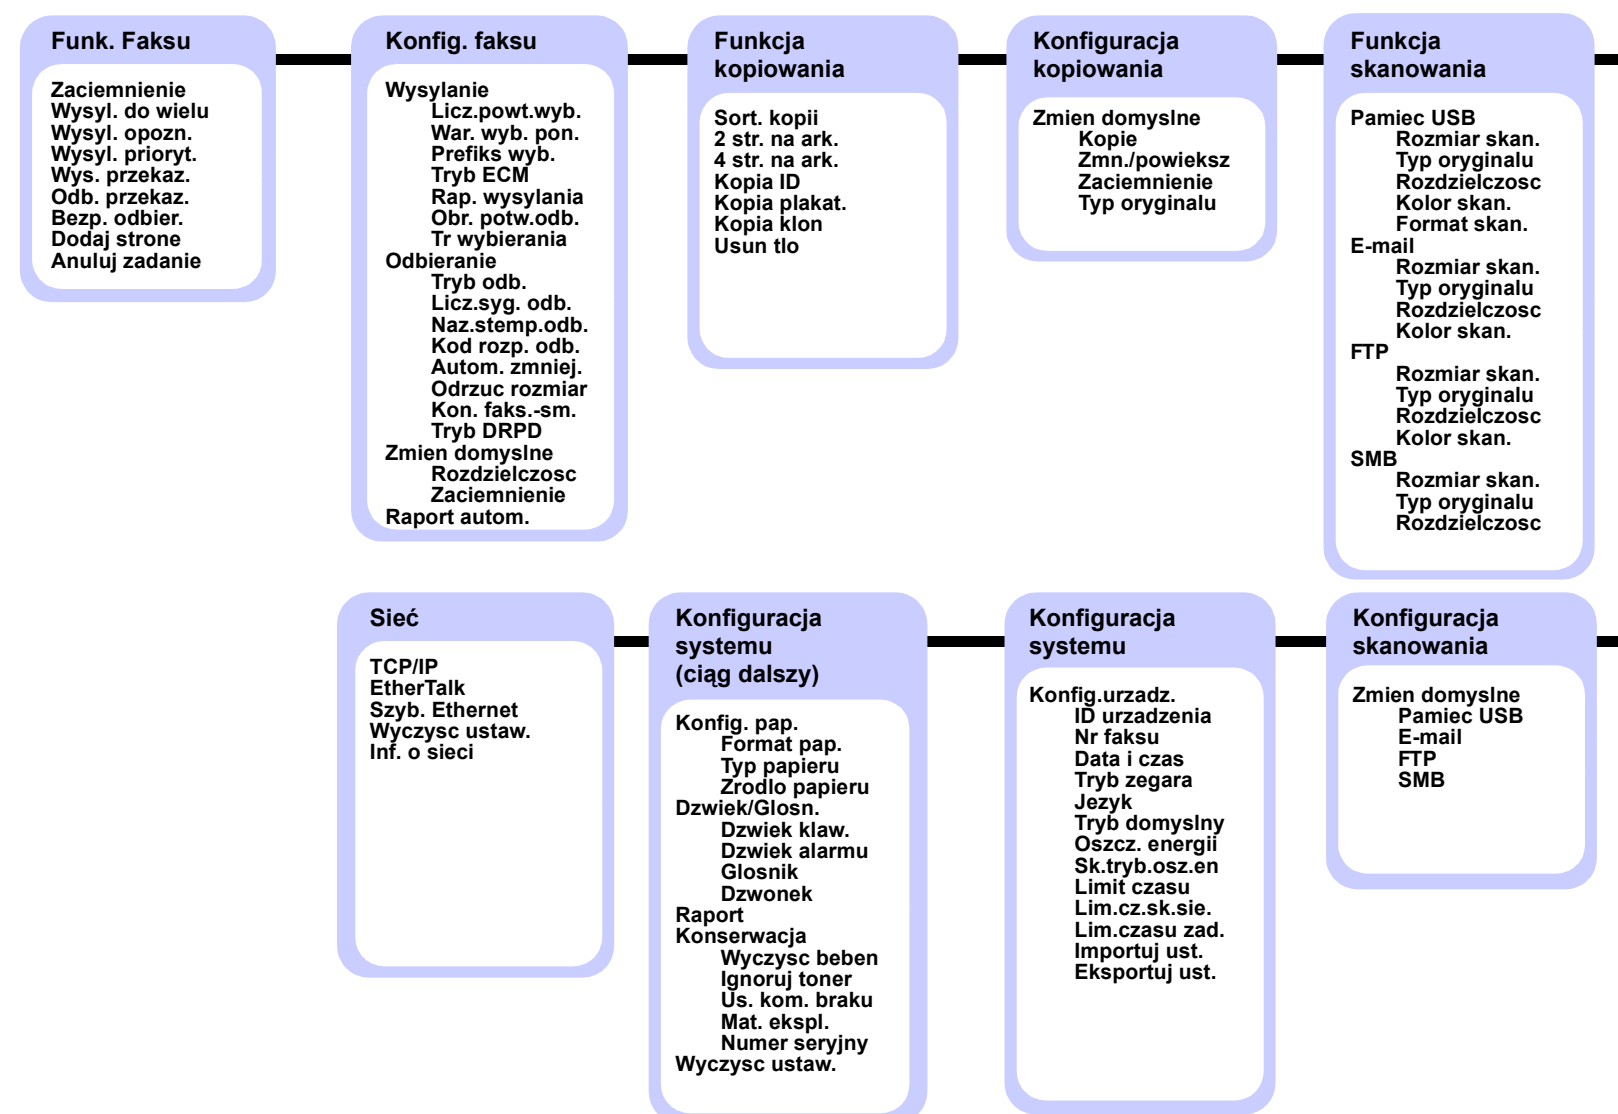 Funk. Faksu
Zaciemnienie
Wysyl. do wielu
Wysyl. opozn.
Wysyl. prioryt.
Wys. przekaz.
Odb. przekaz.
Bezp. odbier.
Dodaj strone
Anuluj zadanie
Konfig. faksu
Wysylanie
Licz.powt.wyb.
War. wyb. pon.
Prefiks wyb.
Tryb ECM
Rap. wysylania
Obr. potw.odb.
Tr wybierania
Odbieranie
Tryb odb.
Licz.syg. odb.
Naz.stemp.odb.
Kod rozp. odb.
Autom. zmniej.
Odrzuc rozmiar
Kon. faks.-sm.
Tryb DRPD
Zmien domyslne
Rozdzielczosc
Zaciemnienie
Raport autom.
Funkcja
kopiowania
Sort. kopii
2 str. na ark.
4 str. na ark.
Kopia ID
Kopia plakat.
Kopia klon
Usun tlo
Konfiguracja
kopiowania
Zmien domyslne
Kopie
Zmn./powieksz
Zaciemnienie
Typ oryginalu
Funkcja
skanowania
Pamiec USB
Rozmiar skan.
Typ oryginalu
Rozdzielczosc
Kolor skan.
Format skan.
E-mail
Rozmiar skan.
Typ oryginalu
Rozdzielczosc
Kolor skan.
FTP
Rozmiar skan.
Typ oryginalu
Rozdzielczosc
Kolor skan.
SMB
Rozmiar skan.
Typ oryginalu
Rozdzielczosc
Sieć
TCP/IP
EtherTalk
Szyb. Ethernet
Wyczysc ustaw.
Inf. o sieci
Konfiguracja
systemu
(ciąg dalszy)
Konfig. pap.
Format pap.
Typ papieru
Zrodlo papieru
Dzwiek/Glosn.
Dzwiek klaw.
Dzwiek alarmu
Glosnik
Dzwonek
Raport
Konserwacja
Wyczysc beben
Ignoruj toner
Us. kom. braku
Mat. ekspl.
Numer seryjny
Wyczysc ustaw.
Konfiguracja
systemu
Konfig.urzadz.
ID urzadzenia
Nr faksu
Data i czas
Tryb zegara
Jezyk
Tryb domyslny
Oszcz. energii
Sk.tryb.osz.en
Limit czasu
Lim.cz.sk.sie.
Lim.czasu zad.
Importuj ust.
Eksportuj ust.
Konfiguracja
skanowania
Zmien domyslne
Pamiec USB
E-mail
FTP
SMB